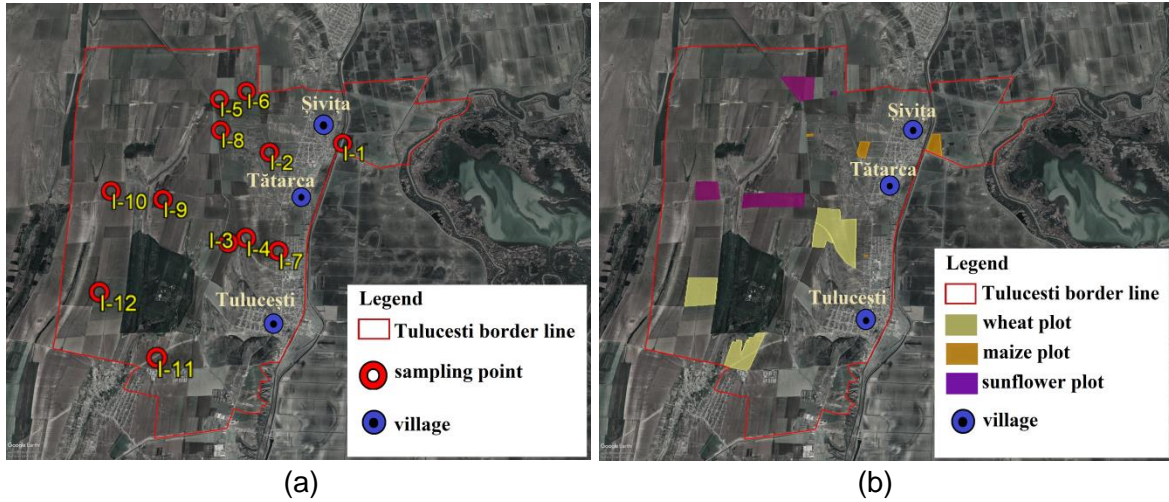 Șivița
I-6
I-5
I-8
I-2
I-1
Tătarca
I-10
I-9
I-3
I-4
I-7
I-12
Tulucești
I-11
Legend
Tulucesti border line
sampling point
village
Google Earth
(a)
Șivița
Tătarca
Tulucești
Legend
Tulucesti border line
wheat plot
maize plot
sunflower plot
village
Google Earth
(b)